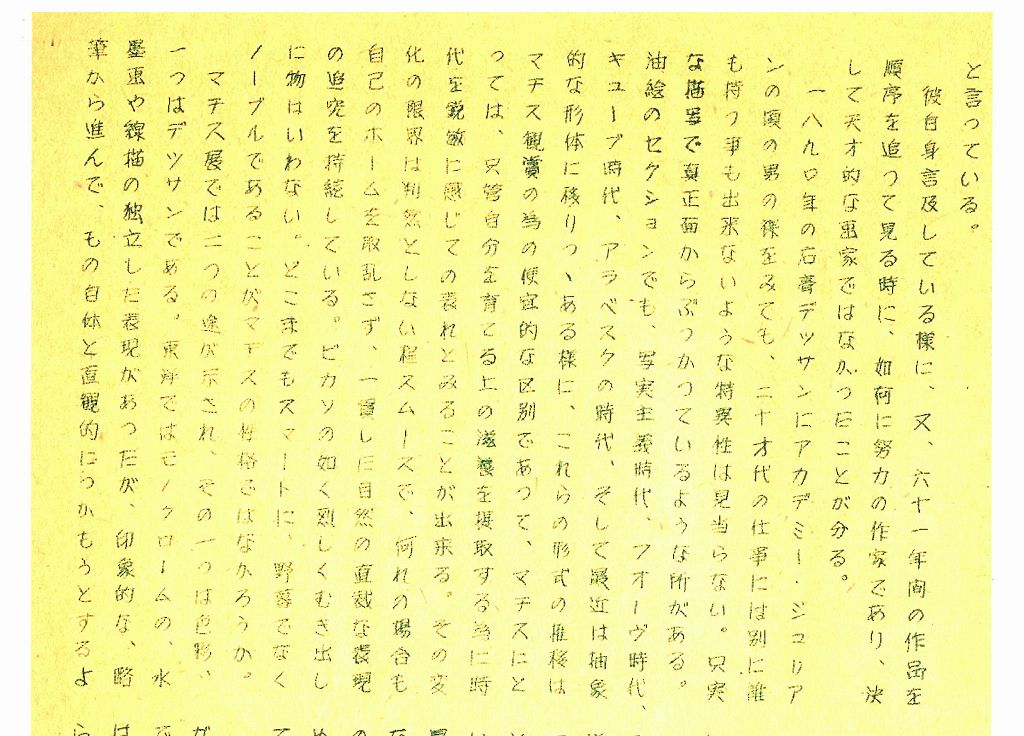 と言っている。
彼自身言及している様に、又、六十一年間の作品を
順序を追つて見る時に、如何に努力の作家であり、決
して天才的な画家ではなかつたことが分る。
一八九〇年の石膏デツサンにアカデミー・ジュリア
ンの頃の男の裸をみても、二十才代の仕事には別に誰
も持つ事も出来ないような特異性は見当らない。只実
な描写で真正面からぶつかつているような所がある。
油絵のセクションでも、写実主義時代、フオーヴ時代、
キューブ時代、アラベスクの時代、そして最近は抽象
的な形体に移りつゝある様に、これらの形式の推移は
マチス観賞の為の便宜的な区別であつて、マチスにと
つては、只管自分を育てる上の滋養を摂取する当に時
代を鋭敏に感じての表れとみることが出来る。その変
化の限界は判然としない程スムースで、何れの場合も
自己のホームを取乱さず、一貫した自然の直裁な表現
の追究を持続している。ピカソの如く烈しくむき出し
に物はいわない。どこまでもスマートに、野暮でなく
ノーブルであることがマチスの性格ではなかろうか。
マチス展では二つの途が示され、その一つは色彩、
一つはデツサンである。東洋ではモノクロームの、水
墨画や線描の独立した表現があつたが、印象的な、略
筆から進んで、もの自体と直観的につかもうとするよ